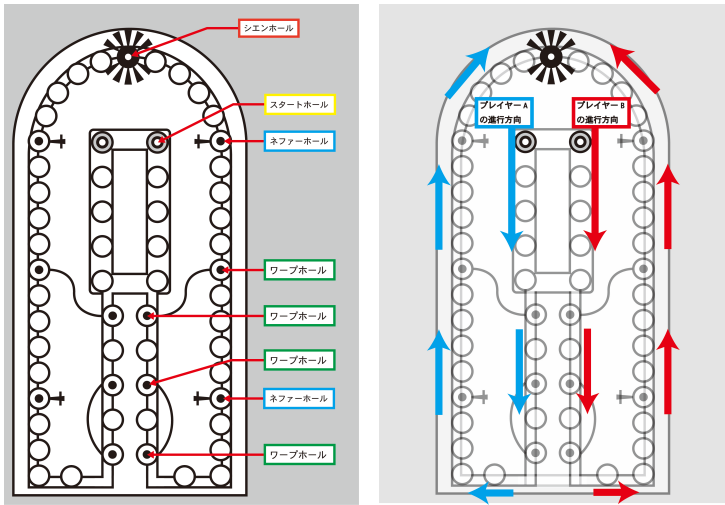 シエンホール
スタートホール
ネファーホール
ワープホール
ワープホール
ワープホール
ネファーホール
ワープホール
プレイヤー A
の進行方向
プレイヤー B
の進行方向